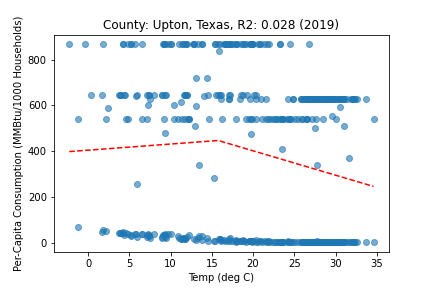 County: Upton, Texas, R2: 0.028 (2019)
Per-Capita Consumption (MMBtu/1000 Households)
800
600
400
200
0
0 5 10 15 20 25 30 35
Temp (deg C)